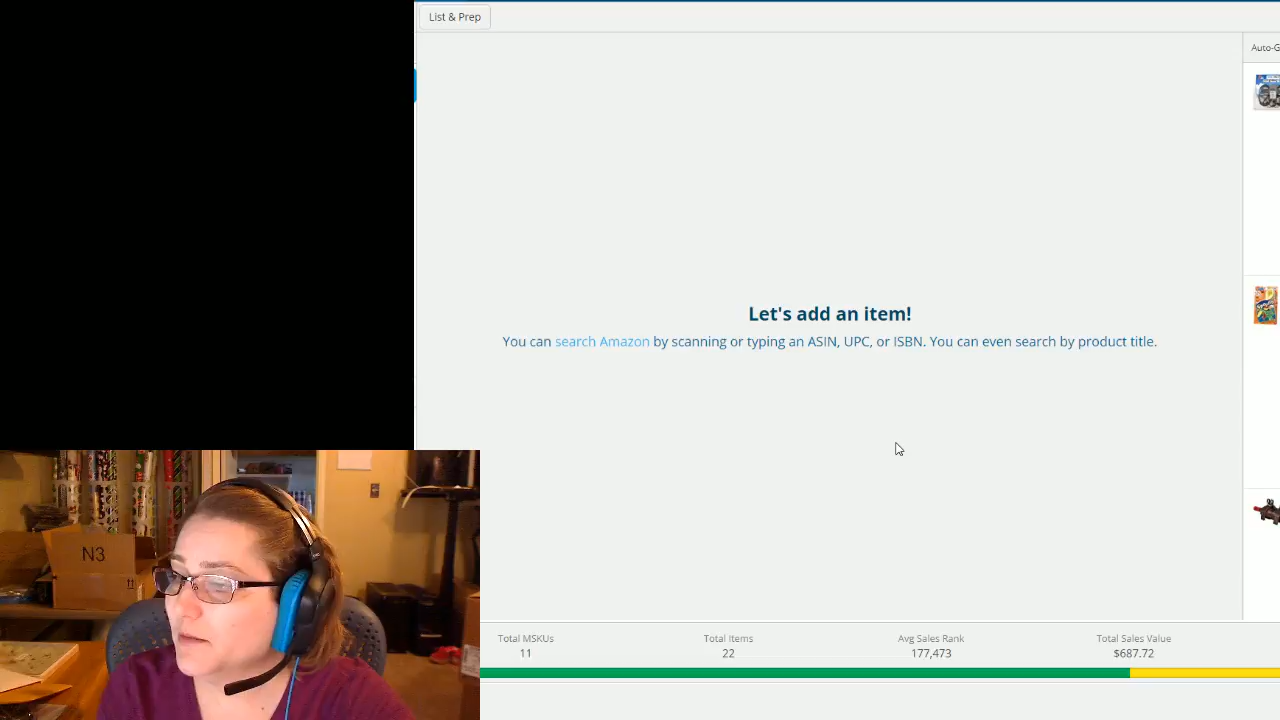 List & Prep
Auto-G
Let's add an item!
You can search Amazon by scanning or typing an ASIN, UPC, or ISBN. You can even search by product title.
N3
Total MSKUs
11
Total Items
22
Avg Sales Rank
177,473
Total Sales Value
$687.72